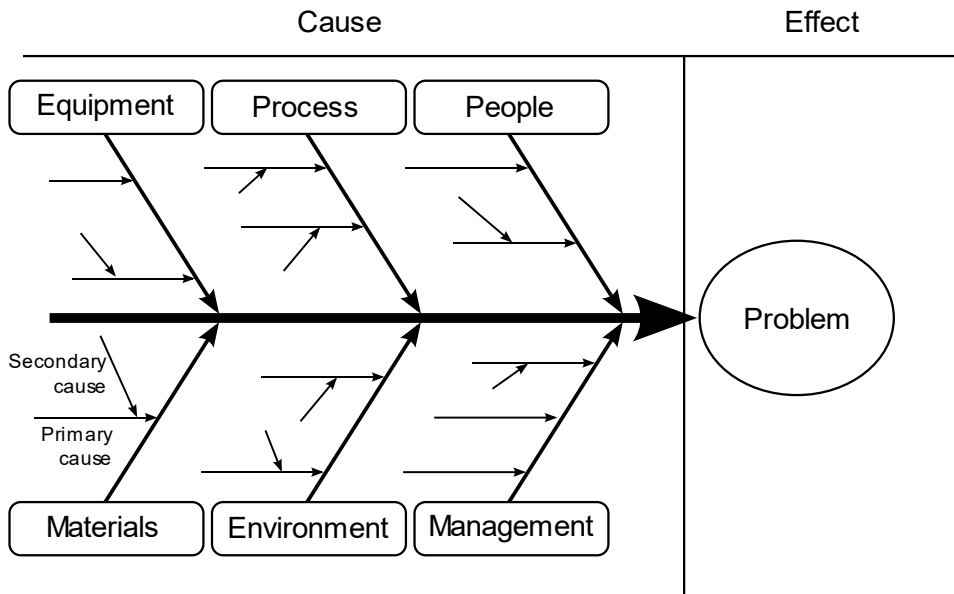 Cause
Effect
Equipment
Process
People
Problem
Secondary
cause
Primary
cause
Materials
Environment
Management